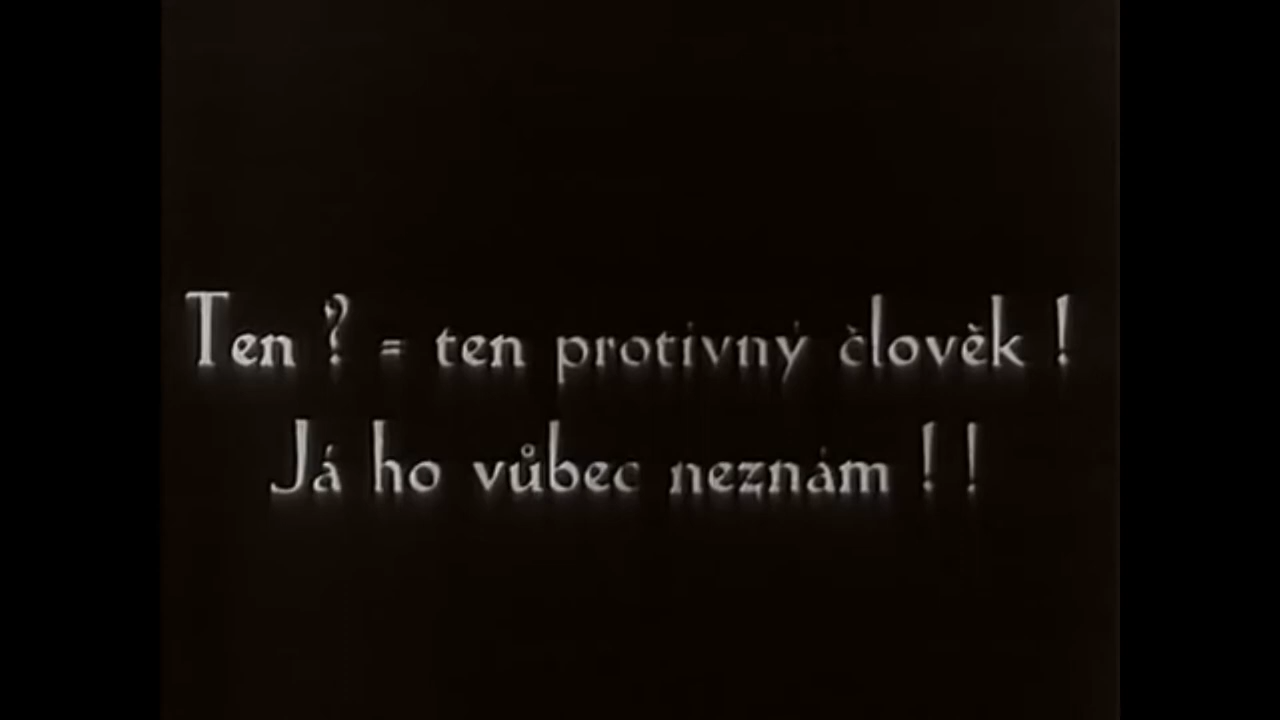 Ten ? = ten protivný člověk !
Já ho vůbec neznám ! !